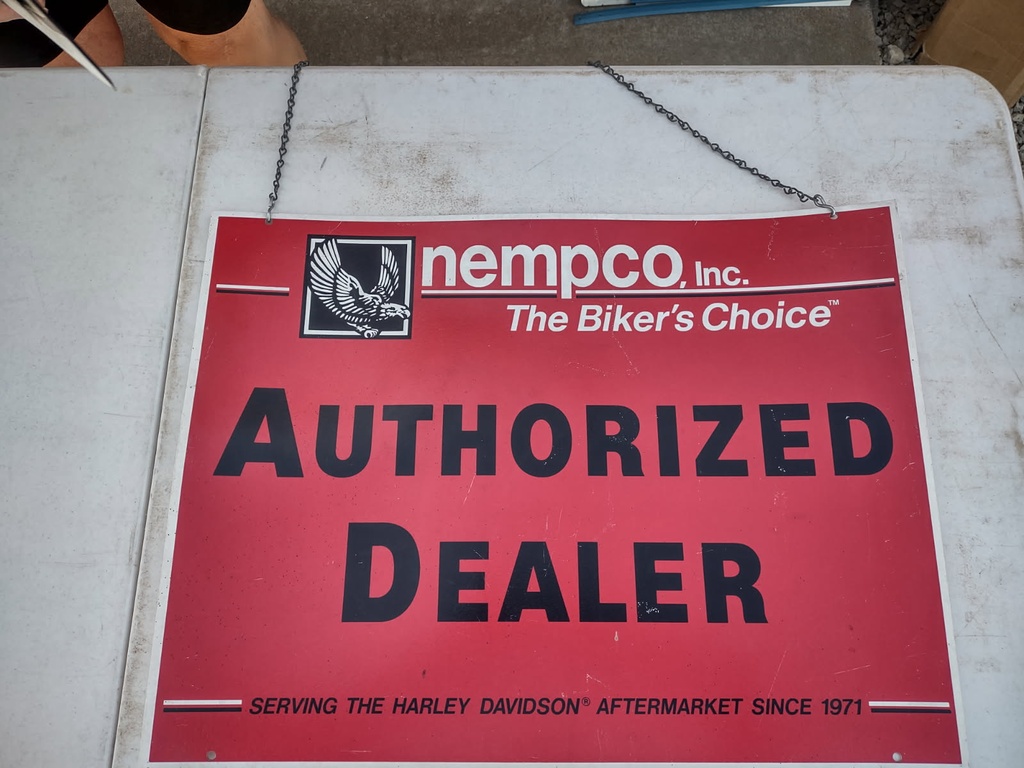 nempco, Inc.
The Biker's Choice™
AUTHORIZED
DEALER
SERVING THE HARLEY DAVIDSON® AFTERMARKET SINCE 1971